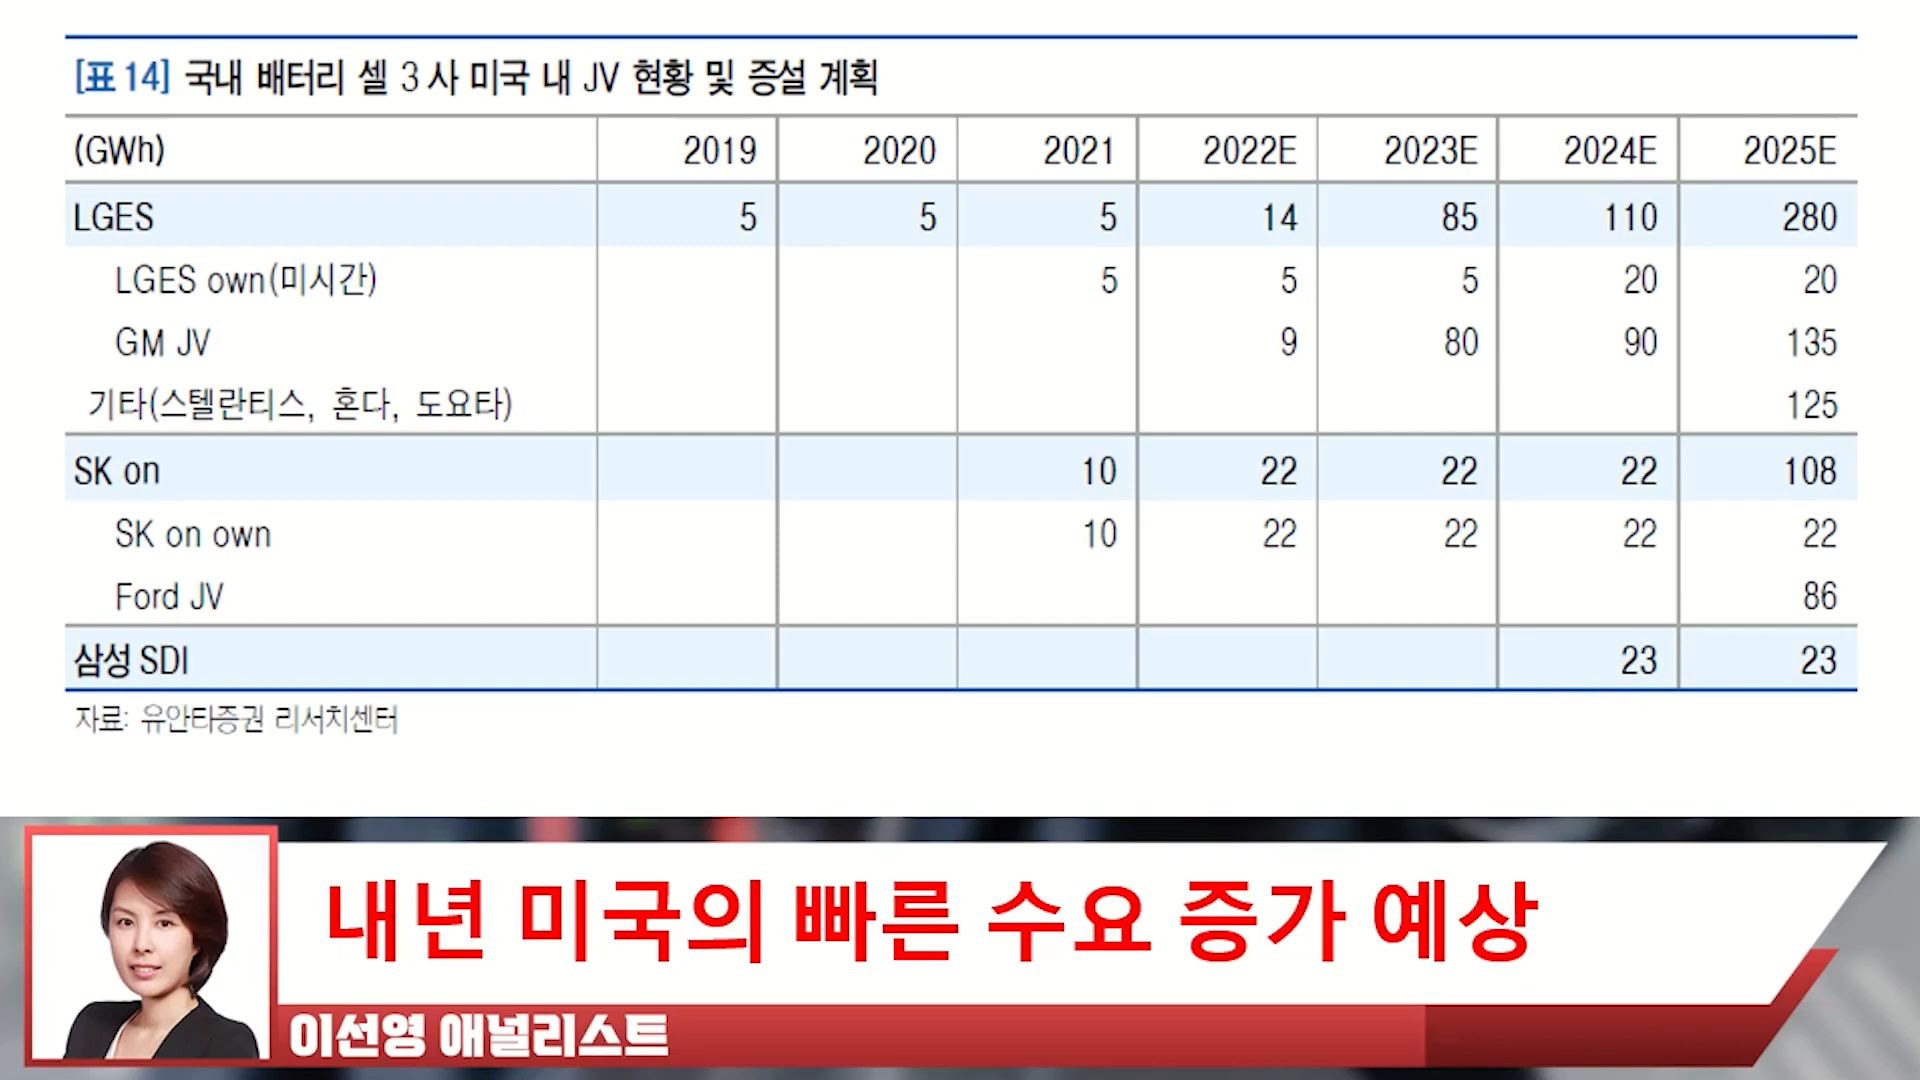 [표 14] 국내 배터리 셀 3사 미국 내 JV 현황 및 증설 계획
(GWh) 2019 2020 2021 2022E 2023E 2024E 2025E
LGES 5 5 5 14 85 110 280
LGES own(미시간) 5 5 5 20 20
GM JV 9 80 90 135
기타(스텔란티스, 혼다, 도요타) 125
SK on 10 22 22 22 108
SK on own 10 22 22 22 22
Ford JV 86
삼성 SDI 23 23
자료: 유안타증권 리서치센터
내년 미국의 빠른 수요 증가 예상
이선영 애널리스트